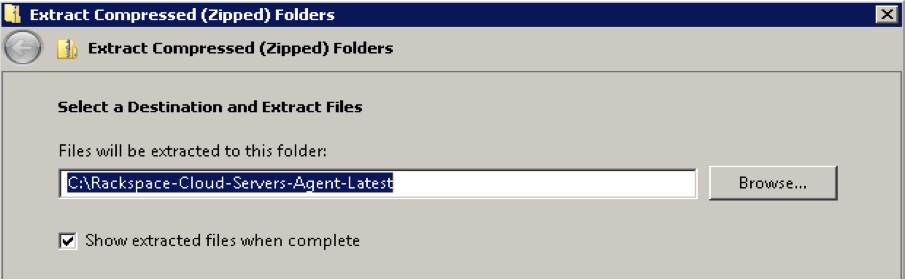 Extract Compressed (Zipped) Folders
Extract Compressed (Zipped) Folders
Select a Destination and Extract Files
Files will be extracted to this folder:
C:\Rackspace-Cloud-Servers-Agent-Latest
Browse...
Show extracted files when complete